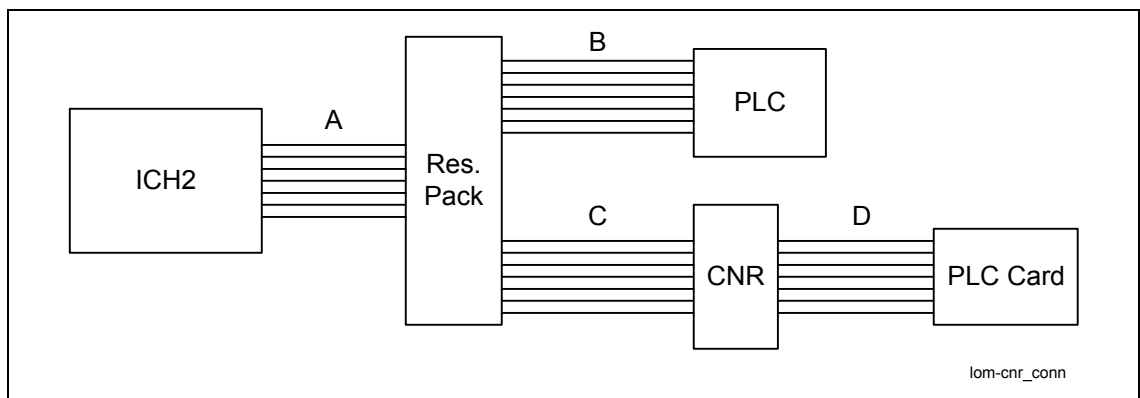 B
PLC
A
ICH2
Res.
Pack
C
D
CNR
PLC Card
lom-cnr_conn